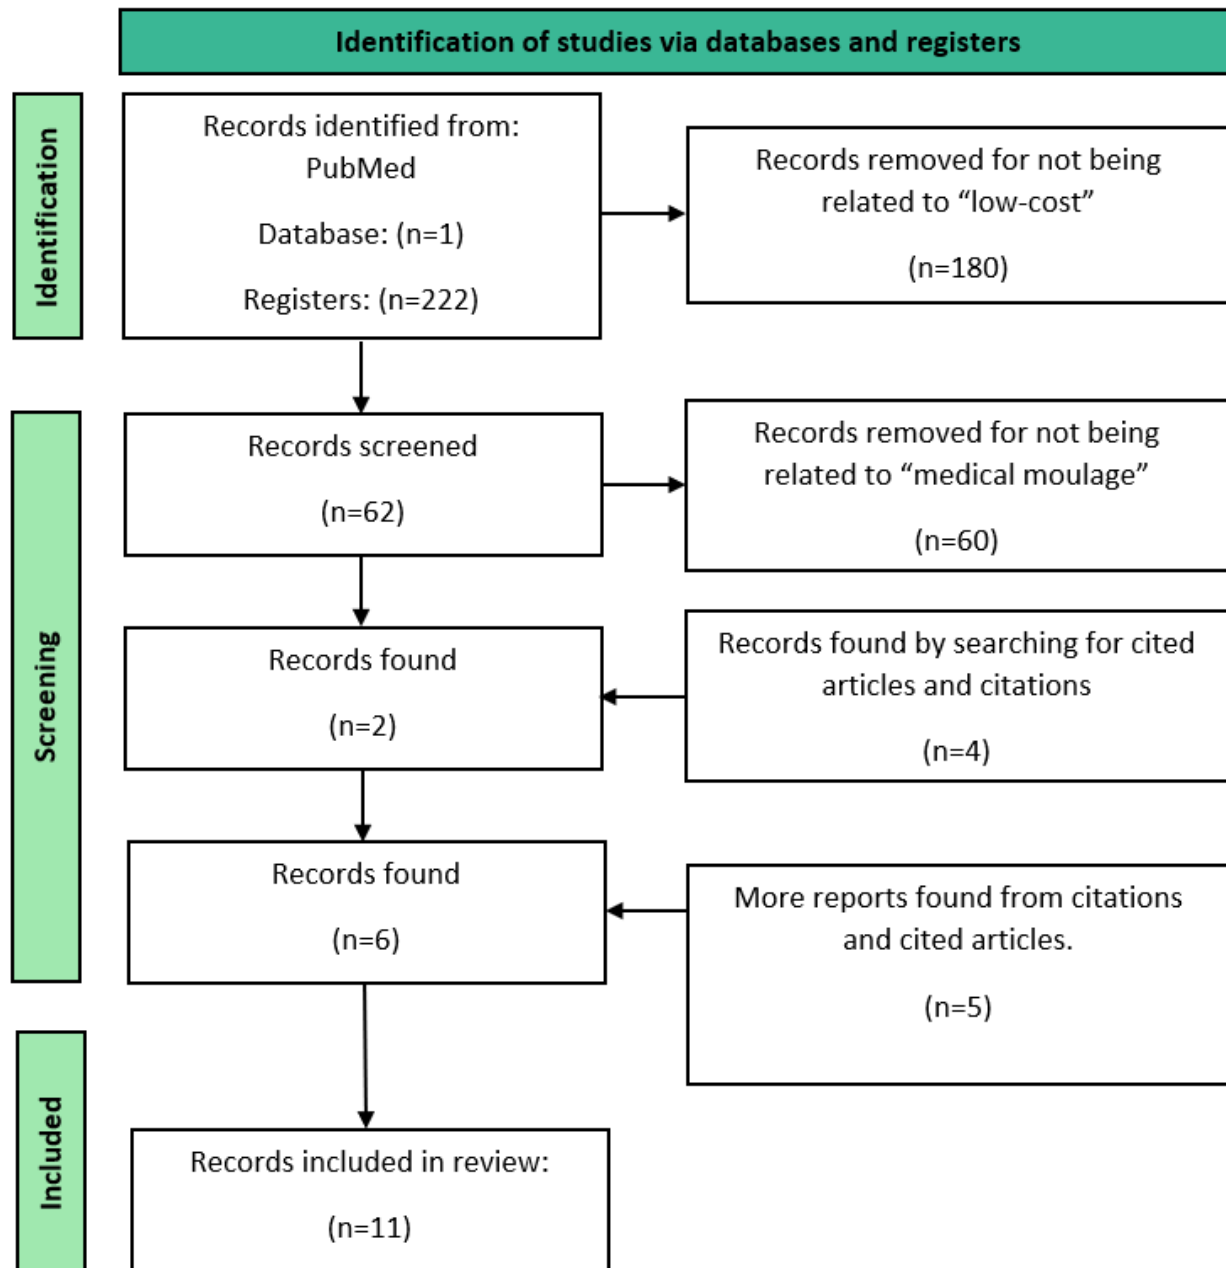 Identification of studies via databases and registers
Identification
Records identified from:
PubMed
Database: (n=1)
Registers: (n=222)
Records removed for not being
related to “low-cost”
(n=180)
Screening
Records screened
(n=62)
Records removed for not being
related to “medical moulage”
(n=60)
Records found
(n=2)
Records found by searching for cited
articles and citations
(n=4)
Records found
(n=6)
More reports found from citations
and cited articles.
(n=5)
Included
Records included in review:
(n=11)